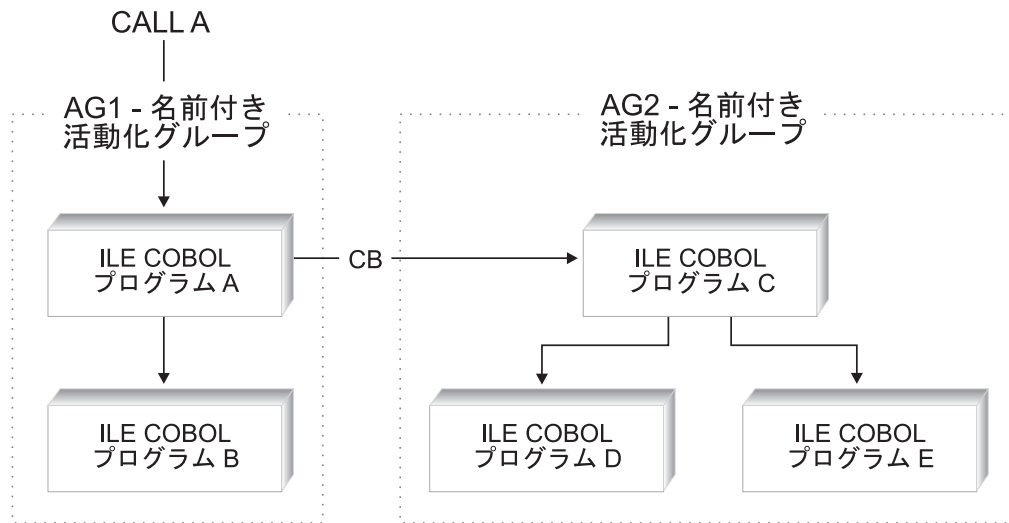 CALL A
AG1 - 名前付き
活動化グループ
AG2 - 名前付き
活動化グループ
ILE COBOL
プログラム A
CB
ILE COBOL
プログラム C
ILE COBOL
プログラム B
ILE COBOL
プログラム D
ILE COBOL
プログラム E